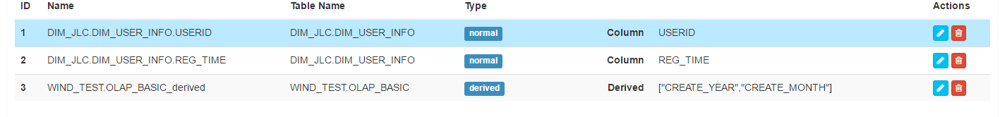 ID Name Table Name Type Actions
1 DIM_JLC.DIM_USER_INFO.USERID DIM_JLC.DIM_USER_INFO normal Column USERID
2 DIM_JLC.DIM_USER_INFO.REG_TIME DIM_JLC.DIM_USER_INFO normal Column REG_TIME
3 WIND_TEST.OLAP_BASIC_derived WIND_TEST.OLAP_BASIC derived Derived ["CREATE_YEAR","CREATE_MONTH"]